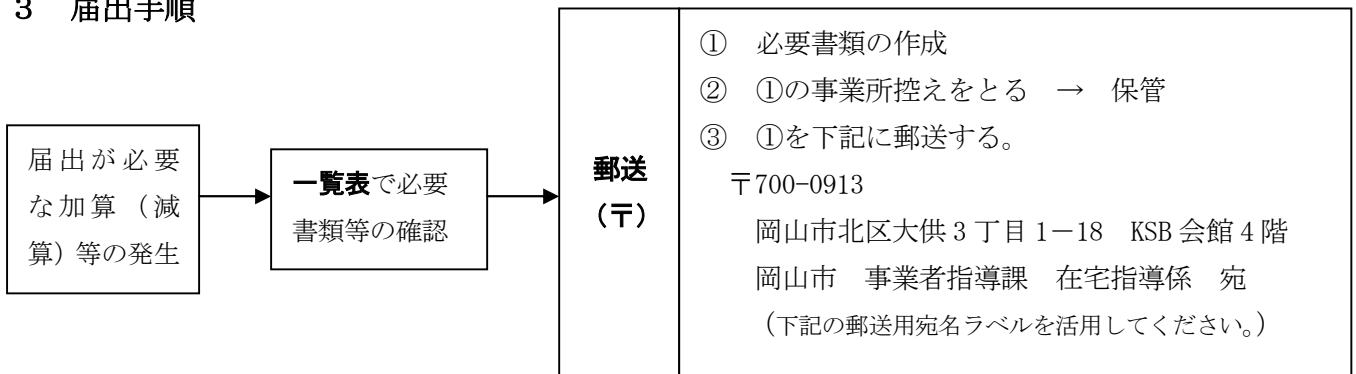 3 届出手順
届出が必要
な加算（減
算）等の発生
一覧表で必要
書類等の確認
郵送
（〒）
① 必要書類の作成
② ①の事業所控えをとる → 保管
③ ①を下記に郵送する。
〒700-0913
岡山市北区大供3丁目1－18 KSB会館4階
岡山市 事業者指導課 在宅指導係 宛
（下記の郵送用宛名ラベルを活用してください。）